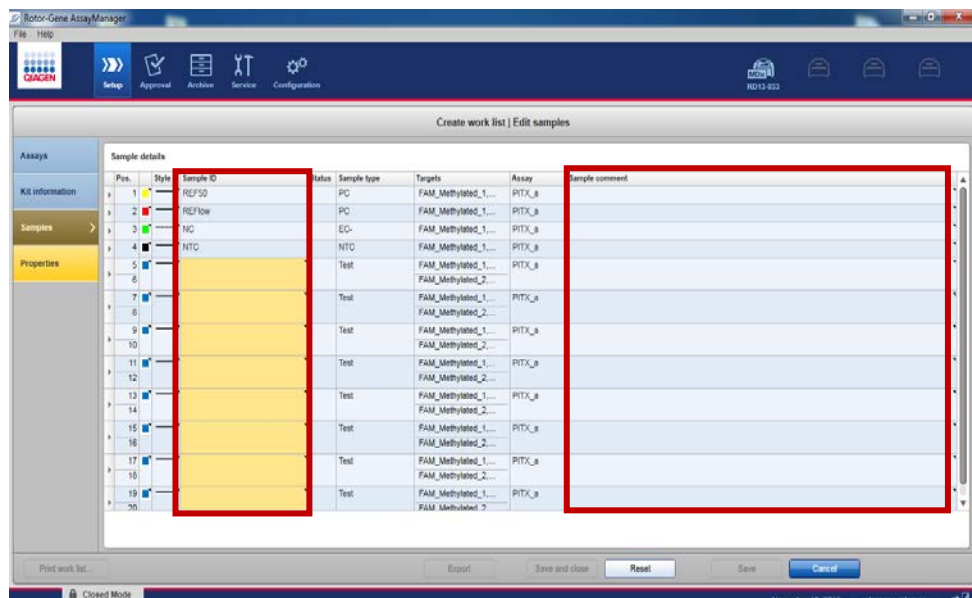 Rotor-Gene AssayManager
File Help
QIAGEN
Setup Approval Archive Service Configuration
MDx
RD13-033
Create work list | Edit samples
Assays
Kit information
Samples
Properties
Sample details
Pos. Style Sample ID Status Sample type Targets Assay Sample comment
1 REF50 PC FAM_Methylated_1,... PITX_a
2 REFlow PC FAM_Methylated_1,... PITX_a
3 NC EC- FAM_Methylated_1,... PITX_a
4 NTC NTC FAM_Methylated_1,... PITX_a
5 Test FAM_Methylated_1,... PITX_a
6 FAM_Methylated_2,...
7 Test FAM_Methylated_1,... PITX_a
8 FAM_Methylated_2,...
9 Test FAM_Methylated_1,... PITX_a
10 FAM_Methylated_2,...
11 Test FAM_Methylated_1,... PITX_a
12 FAM_Methylated_2,...
13 Test FAM_Methylated_1,... PITX_a
14 FAM_Methylated_2,...
15 Test FAM_Methylated_1,... PITX_a
16 FAM_Methylated_2,...
17 Test FAM_Methylated_1,... PITX_a
18 FAM_Methylated_2,...
19 Test FAM_Methylated_1,... PITX_a
20 FAM_Methylated_2
Print work list... Export Save and close Reset Save Cancel
Closed Mode